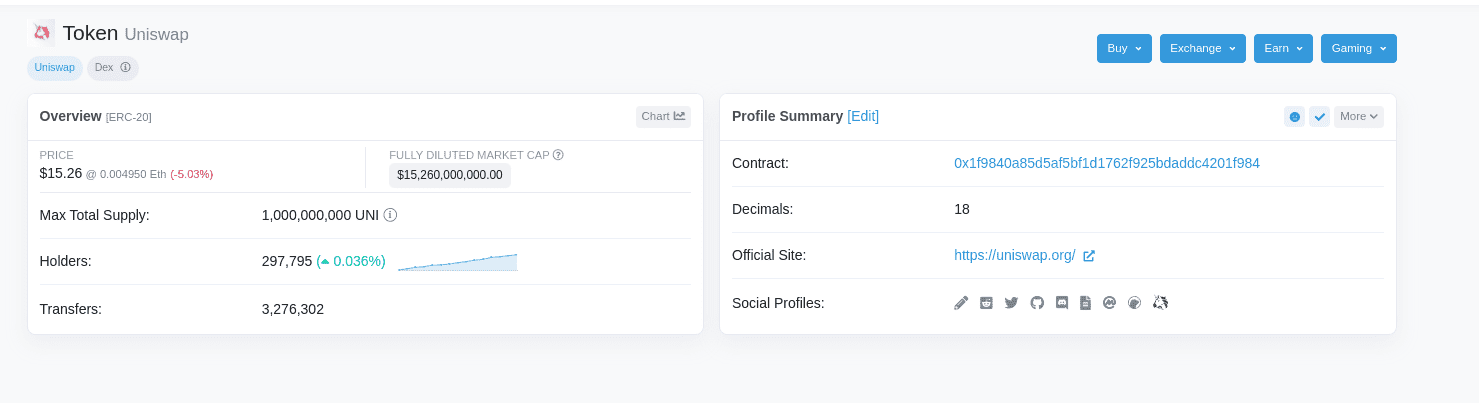 Token Uniswap
Uniswap Dex
Buy Exchange Earn Gaming
Overview [ERC-20] Chart
PRICE
$15.26 @ 0.004950 Eth (-5.03%)
FULLY DILUTED MARKET CAP
$15,260,000,000.00
Max Total Supply: 1,000,000,000 UNI
Holders: 297,795 (0.036%)
Transfers: 3,276,302
Profile Summary [Edit] More
Contract: 0x1f9840a85d5af5bf1d1762f925bdaddc4201f984
Decimals: 18
Official Site: https://uniswap.org/
Social Profiles: